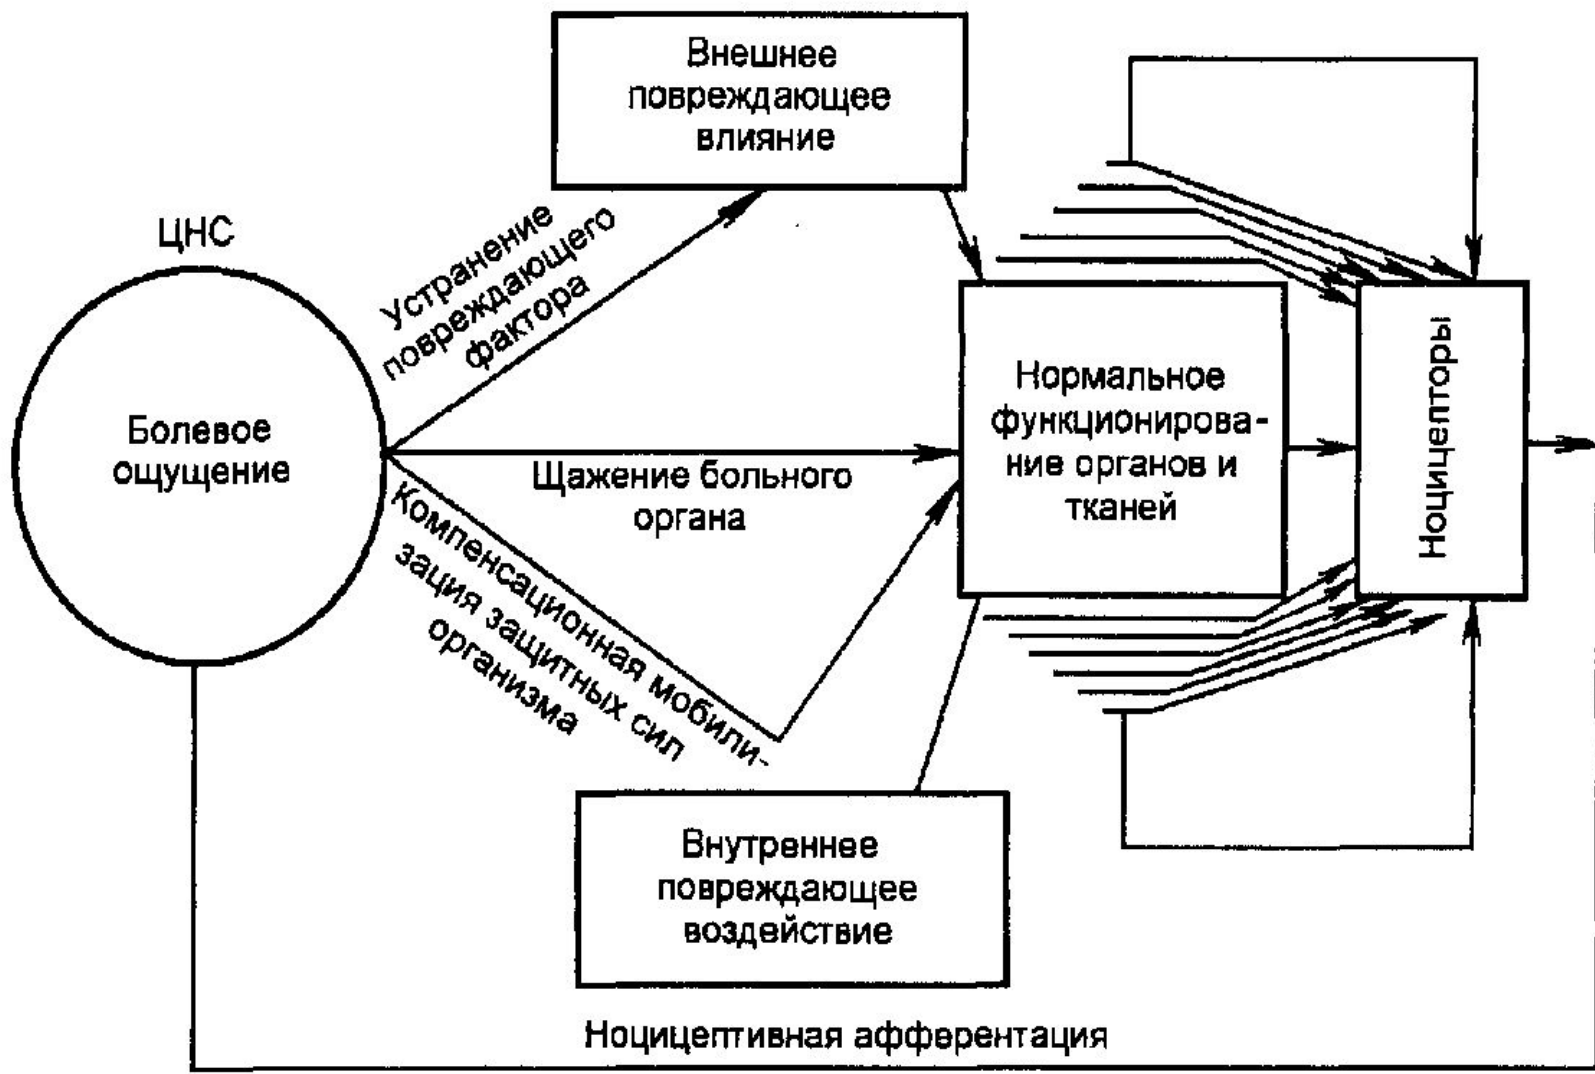 Внешнее
повреждающее
влияние
ЦНС
Устранение
повреждающего
фактора
Болевое
ощущение
Щажение больного
органа
Компенсационная мобили-
зация защитных сил
организма
Нормальное
функционирова-
ние органов и
тканей
Ноцицепторы
Внутреннее
повреждающее
воздействие
Ноцицептивная афферентация